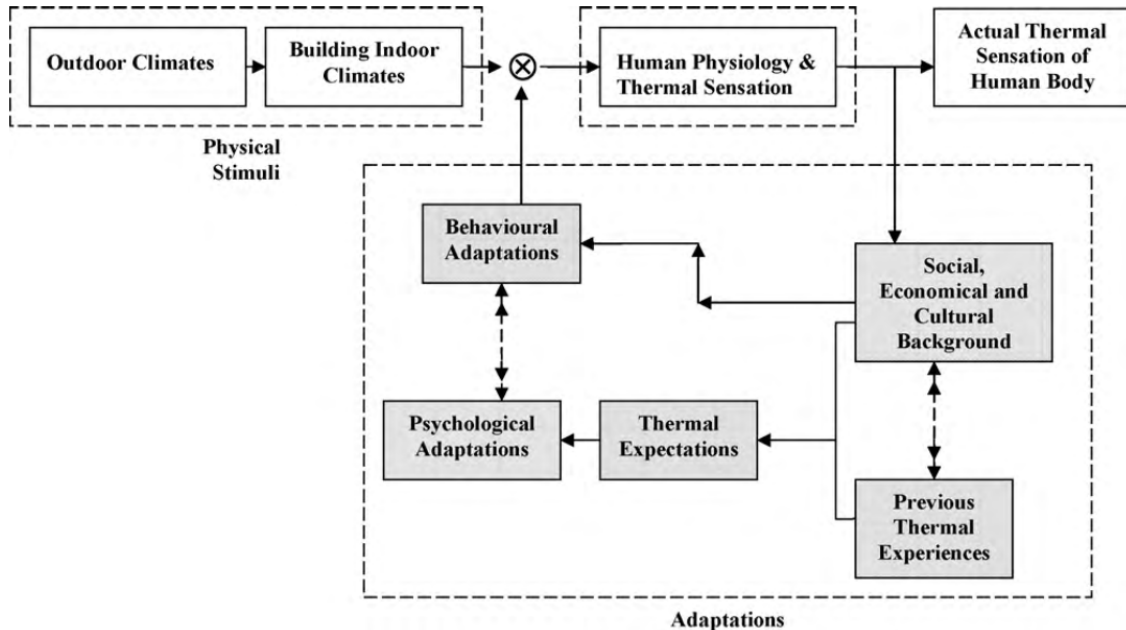 Outdoor Climates
Building Indoor
Climates
Human Physiology &
Thermal Sensation
Actual Thermal
Sensation of
Human Body
Physical
Stimuli
Behavioural
Adaptations
Social,
Economical and
Cultural
Background
Psychological
Adaptations
Thermal
Expectations
Previous
Thermal
Experiences
Adaptations